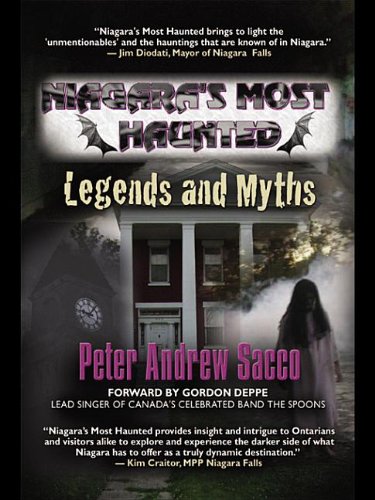 “Niagara’s Most Haunted brings to light the
‘unmentionables’ and the hauntings that are known of in Niagara.”
— Jim Diodati, Mayor of Niagara Falls
NIAGARA'S MOST
HAUNTED
Legends and Myths
Peter Andrew Sacco
FORWARD BY GORDON DEPPE
LEAD SINGER OF CANADA’S CELEBRATED BAND THE SPOONS
“Niagara’s Most Haunted provides insight and intrigue to Ontarians
and visitors alike to explore and experience the darker side of what
Niagara has to offer as a truly dynamic destination.”
— Kim Craitor, MPP Niagara Falls